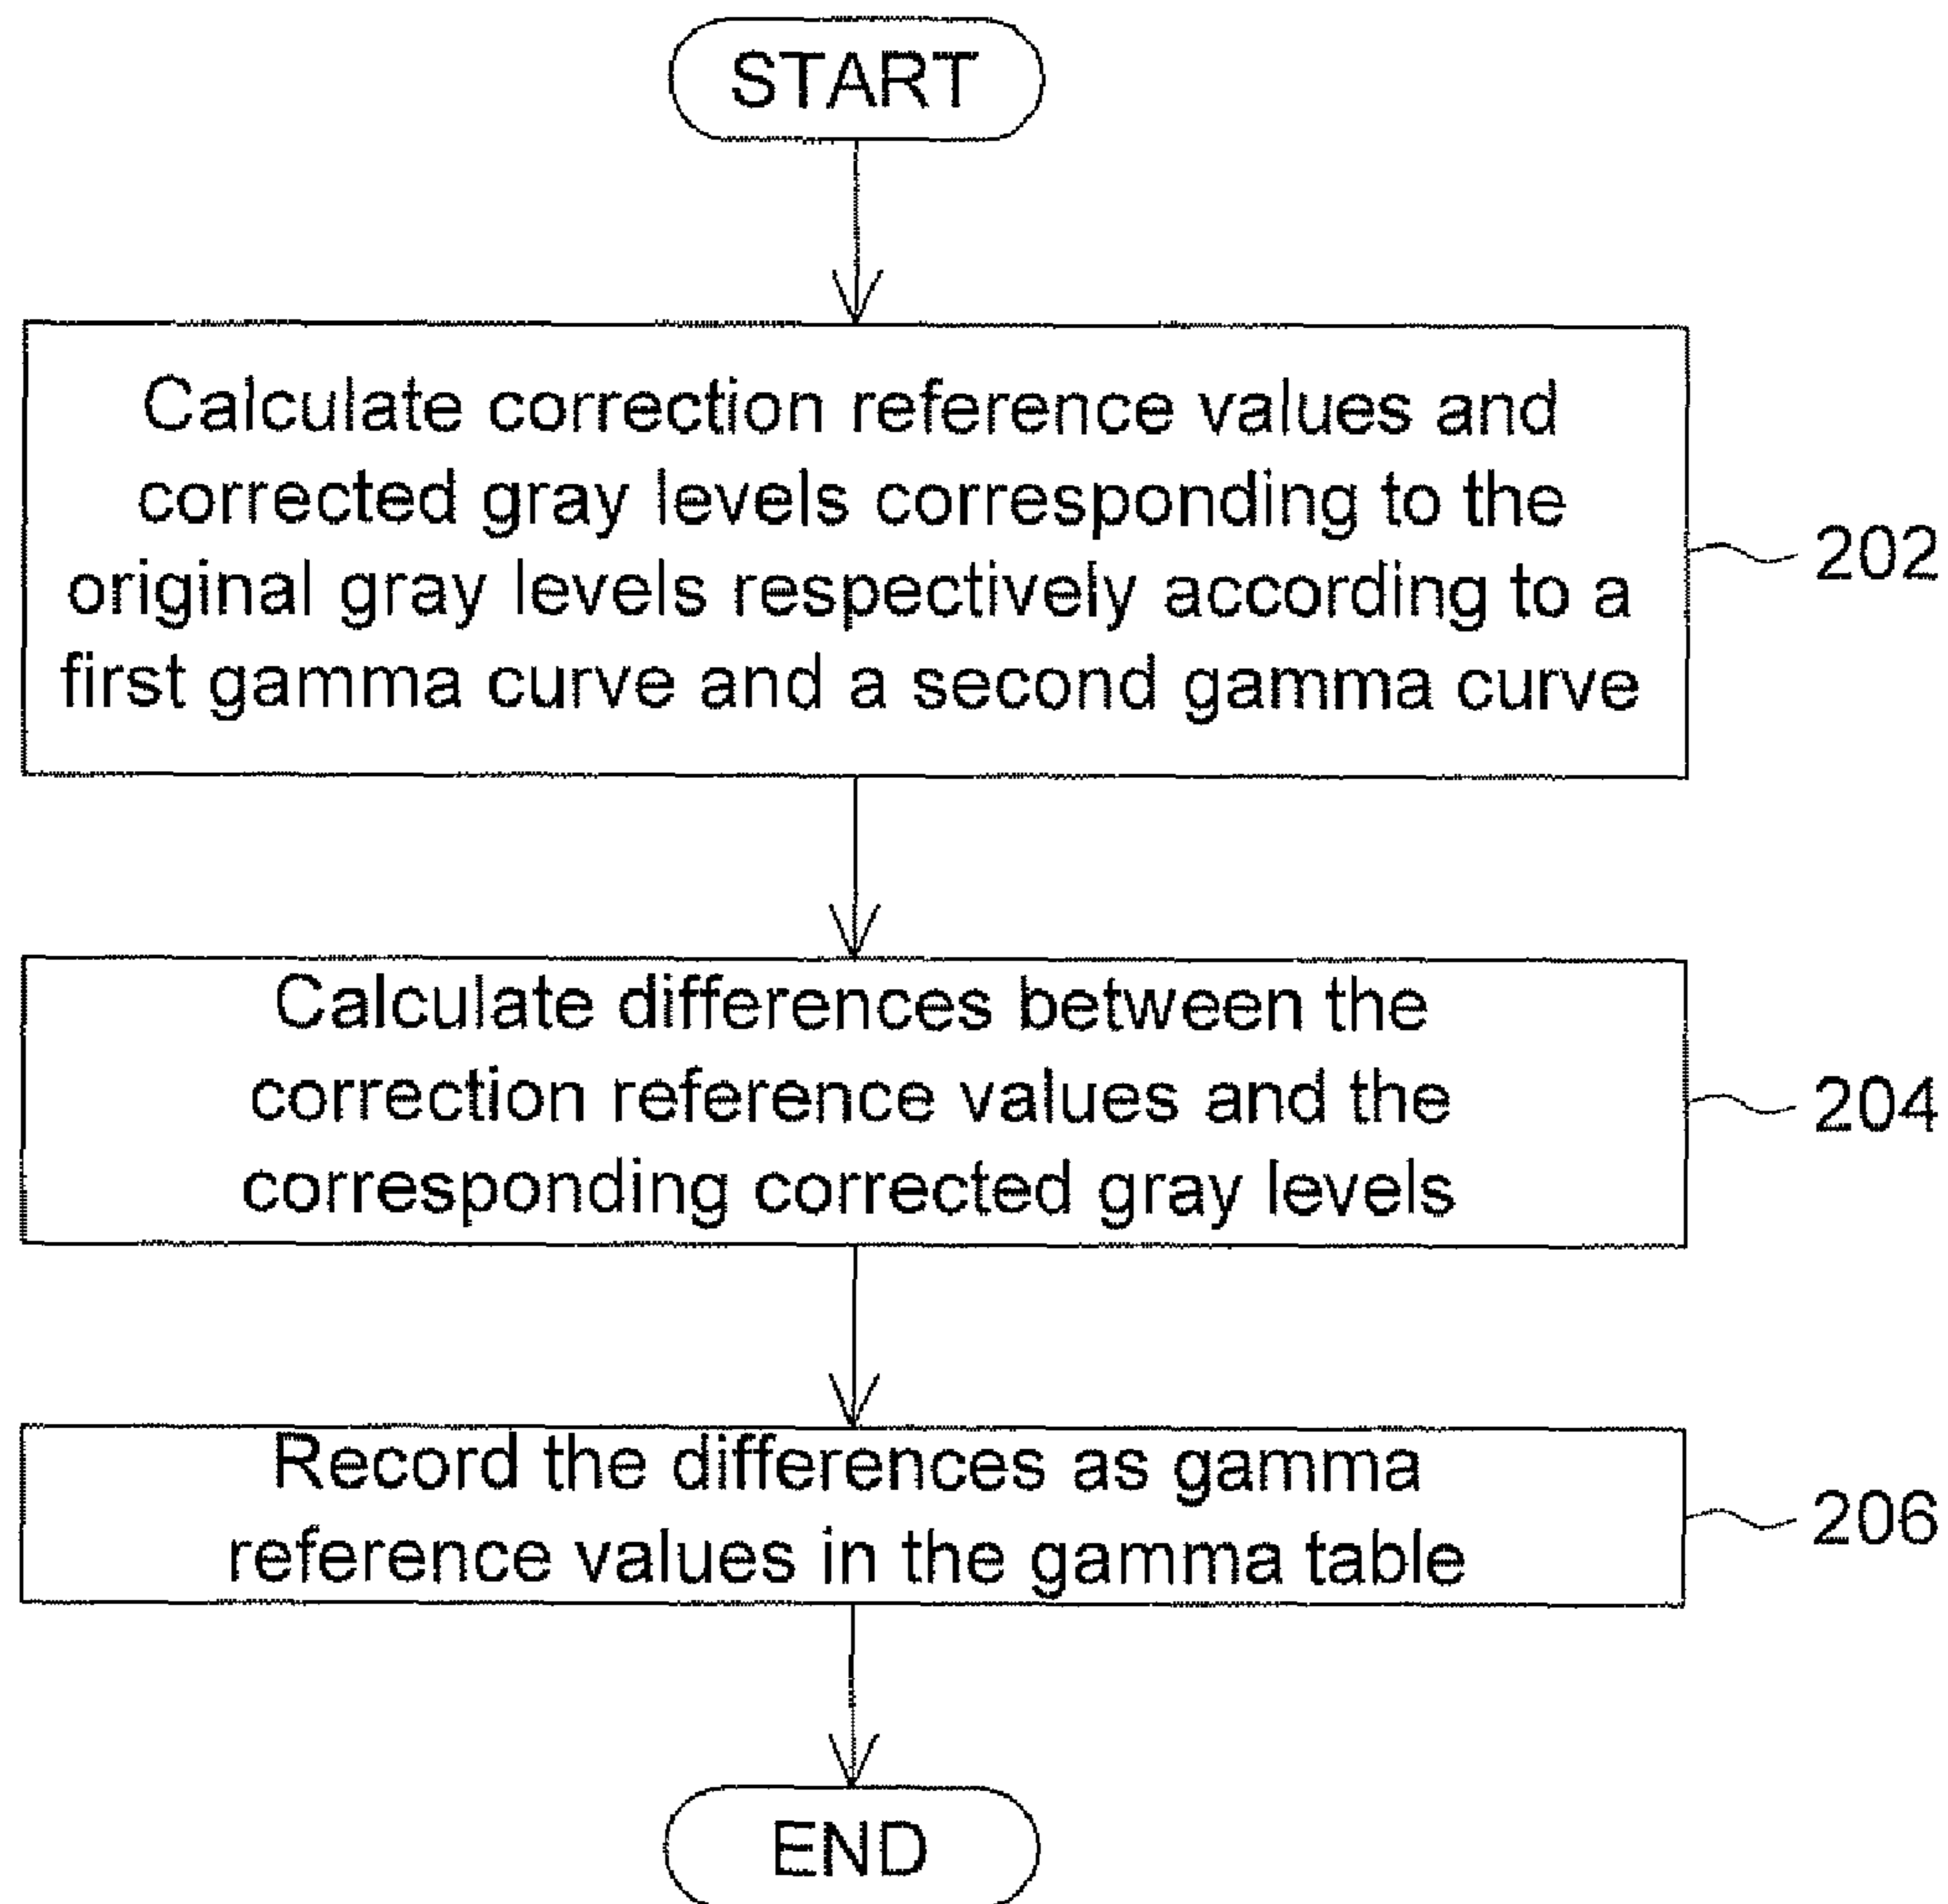 START
Calculate correction reference values and
corrected gray levels corresponding to the
original gray levels respectively according to a
first gamma curve and a second gamma curve
202
Calculate differences between the
correction reference values and the
corresponding corrected gray levels
204
Record the differences as gamma
reference values in the gamma table
206
END